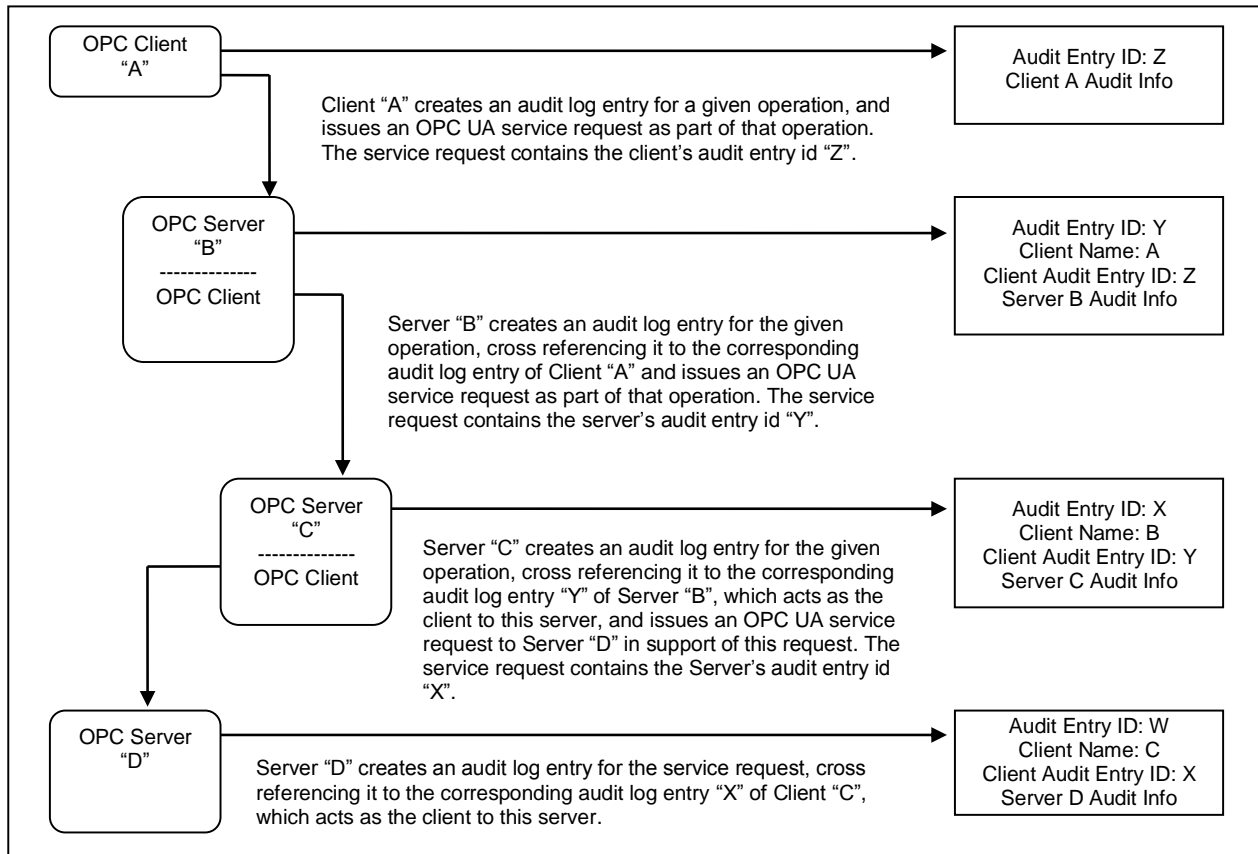 OPC Client
“A”
Audit Entry ID: Z
Client A Audit Info
Client “A” creates an audit log entry for a given operation, and
issues an OPC UA service request as part of that operation.
The service request contains the client’s audit entry id “Z”.
OPC Server
“B”
---------------
OPC Client
Audit Entry ID: Y
Client Name: A
Client Audit Entry ID: Z
Server B Audit Info
Server “B” creates an audit log entry for the given
operation, cross referencing it to the corresponding
audit log entry of Client “A” and issues an OPC UA
service request as part of that operation. The service
request contains the server’s audit entry id “Y”.
OPC Server
“C”
---------------
OPC Client
Audit Entry ID: X
Client Name: B
Client Audit Entry ID: Y
Server C Audit Info
Server “C” creates an audit log entry for the given
operation, cross referencing it to the corresponding
audit log entry “Y” of Server “B”, which acts as the
client to this server, and issues an OPC UA service
request to Server “D” in support of this request. The
service request contains the Server’s audit entry id
“X”.
OPC Server
“D”
Audit Entry ID: W
Client Name: C
Client Audit Entry ID: X
Server D Audit Info
Server “D” creates an audit log entry for the service request, cross
referencing it to the corresponding audit log entry “X” of Client “C”,
which acts as the client to this server.